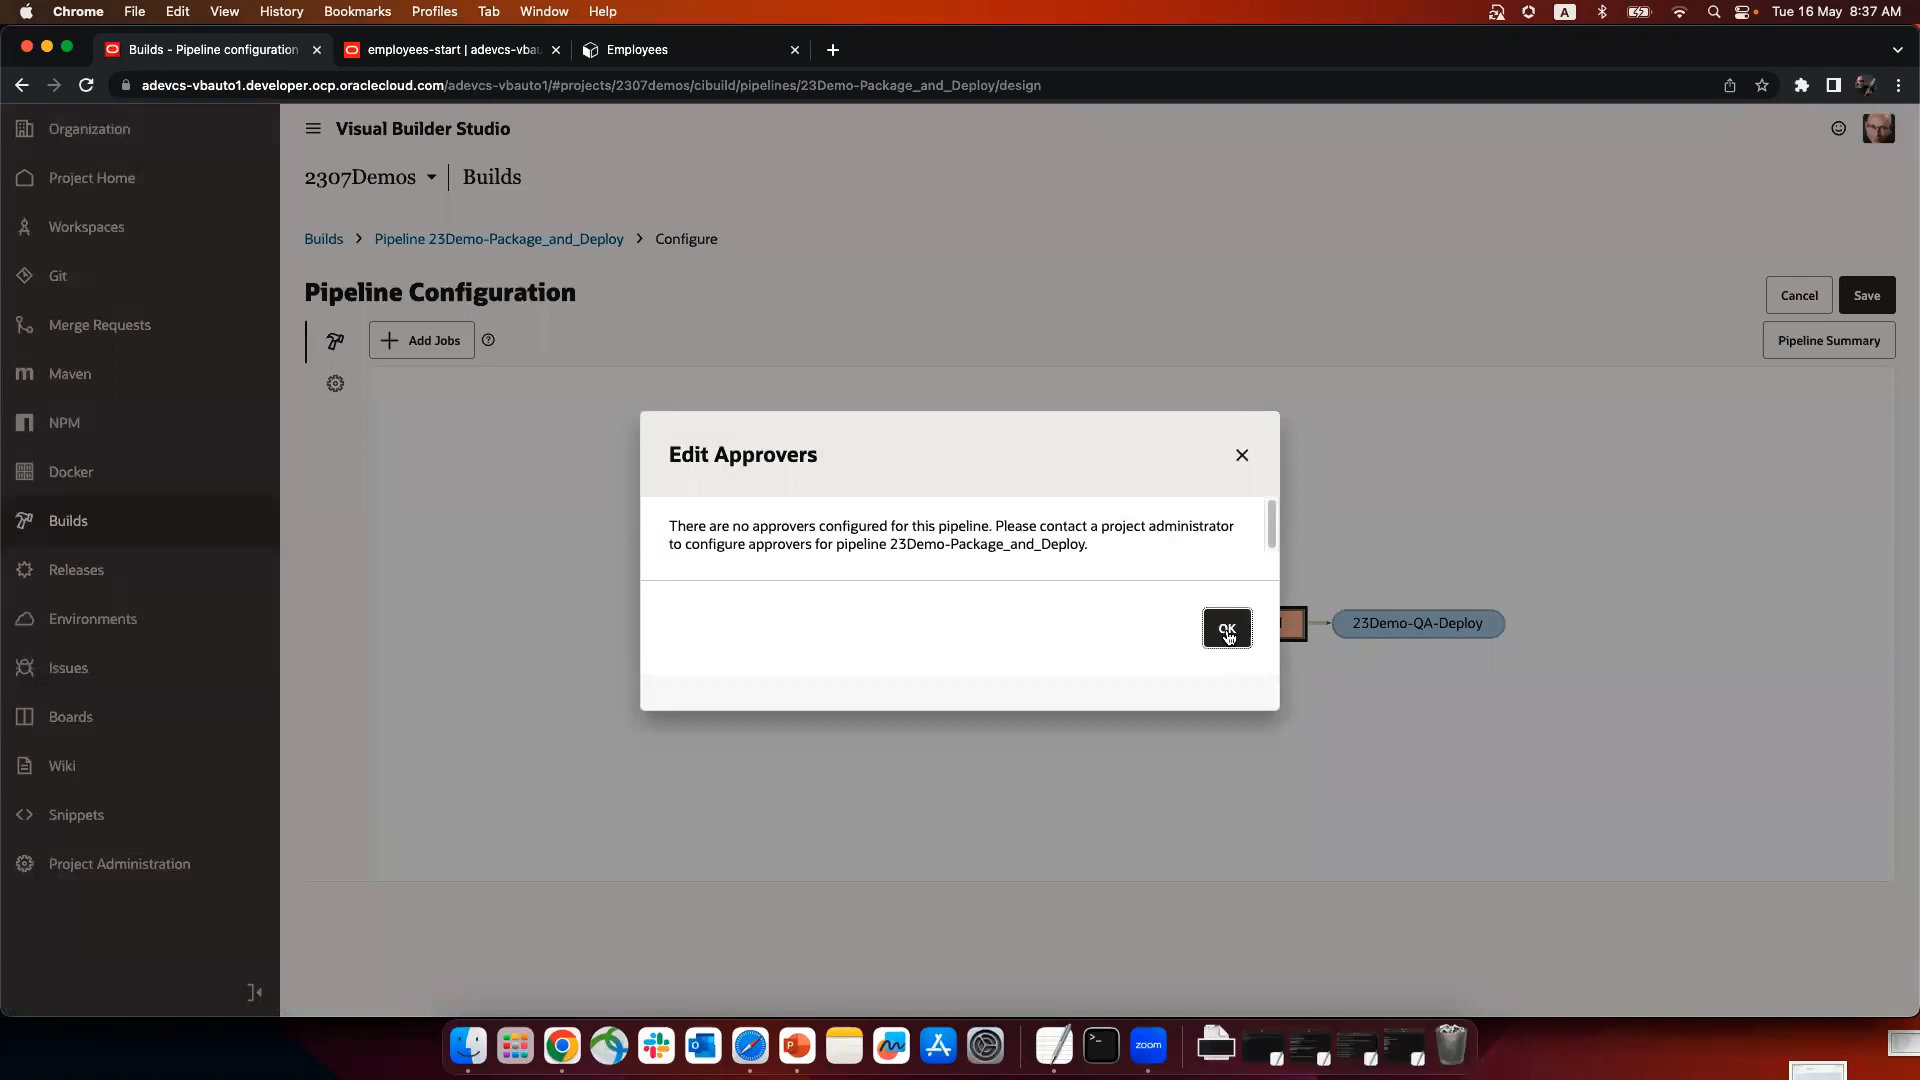 Chrome File Edit View History Bookmarks Profiles Tab Window Help
A
Tue 16 May 8:37 AM
Builds - Pipeline configuration
employees-start | adevcs-vbau
Employees
adevcs-vbauto1.developer.ocp.oraclecloud.com/adevcs-vbauto1/#projects/2307demos/cibuild/pipelines/23Demo-Package_and_Deploy/design
Organization
Project Home
Workspaces
Git
Merge Requests
Maven
NPM
Docker
Builds
Releases
Environments
Issues
Boards
Wiki
Snippets
Project Administration
Visual Builder Studio
2307Demos
Builds
Builds > Pipeline 23Demo-Package_and_Deploy > Configure
Pipeline Configuration
Cancel
Save
Add Jobs
Pipeline Summary
Edit Approvers
There are no approvers configured for this pipeline. Please contact a project administrator
to configure approvers for pipeline 23Demo-Package_and_Deploy.
OK
23Demo-QA-Deploy
zoom